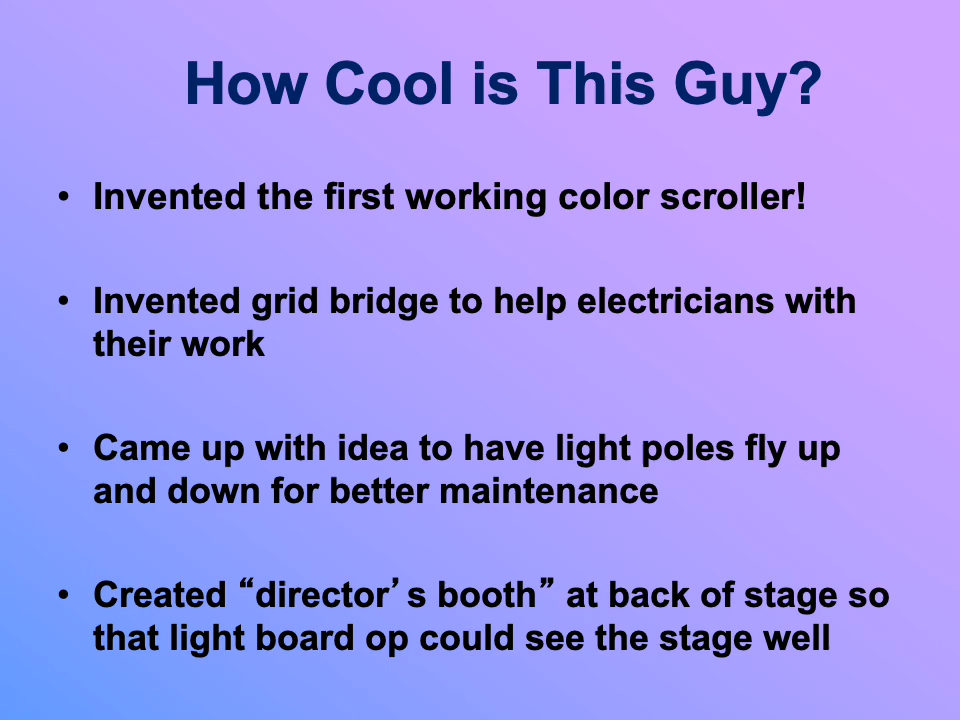 How Cool is This Guy?
• Invented the first working color scroller!
• Invented grid bridge to help electricians with
their work
• Came up with idea to have light poles fly up
and down for better maintenance
• Created “director’s booth” at back of stage so
that light board op could see the stage well